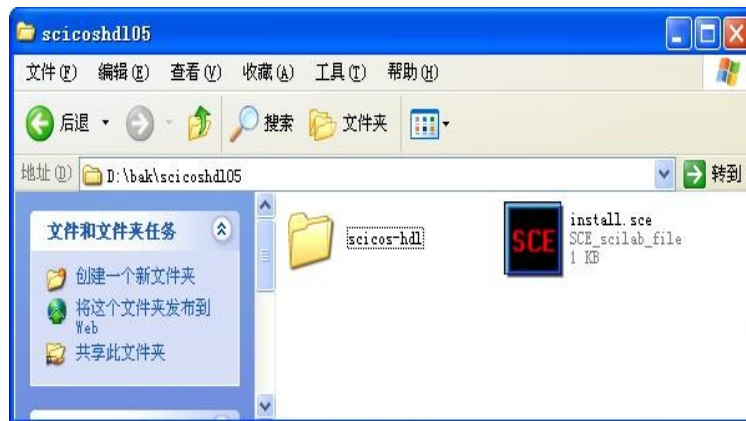 scicoshdl05
文件(F) 编辑(E) 查看(V) 收藏(A) 工具(T) 帮助(H)
后退 搜索 文件夹
地址(D) D:\bak\scicoshdl05 转到
文件和文件夹任务
创建一个新文件夹
将这个文件夹发布到
Web
共享此文件夹
scicos-hdl
SCE
install.sce
SCE_scilab_file
1 KB